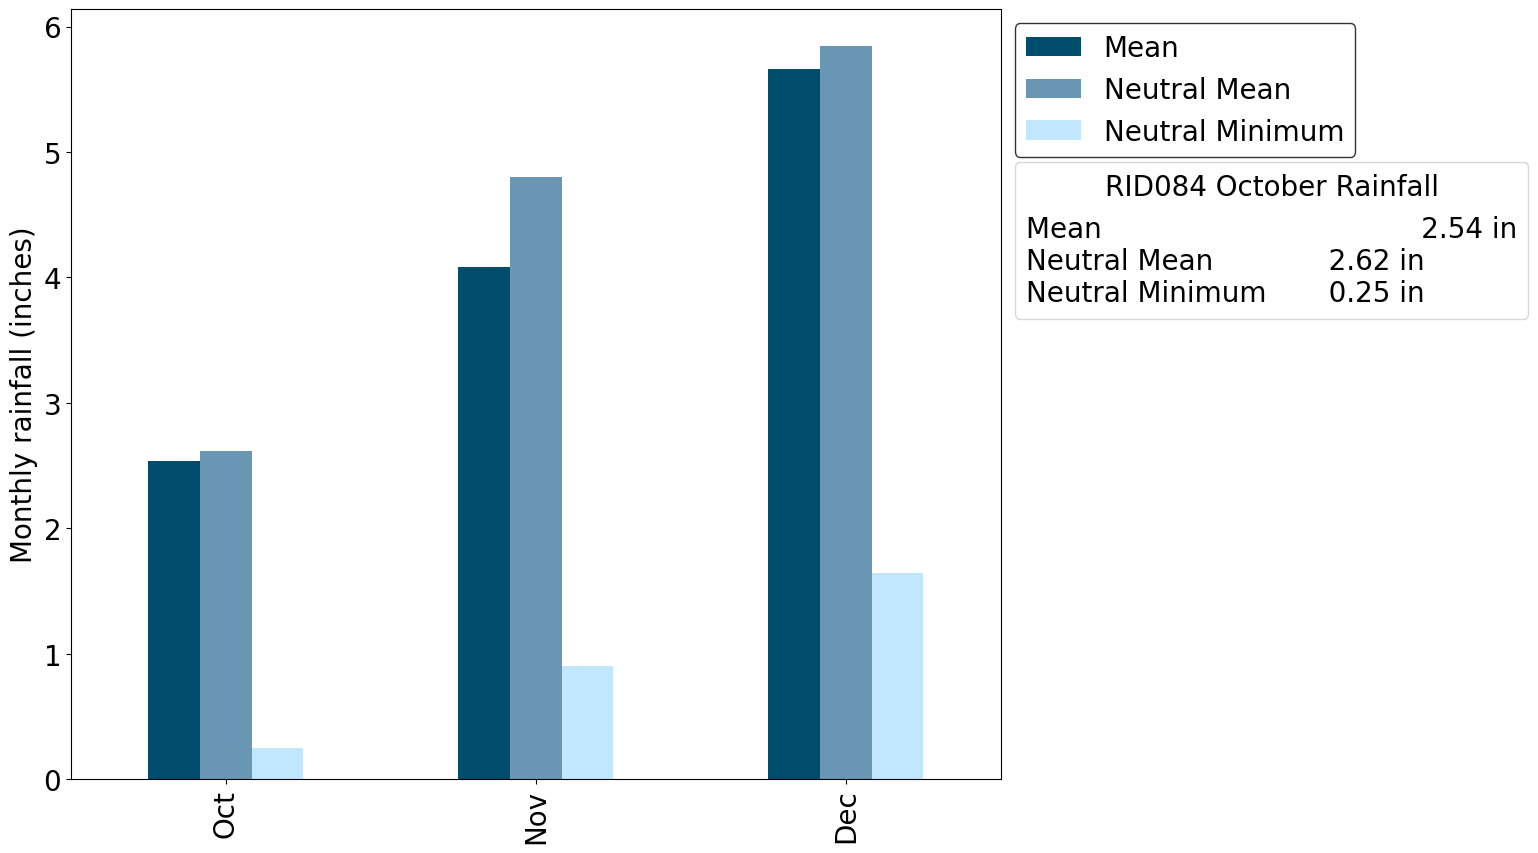 Monthly rainfall (inches)
6
5
4
3
2
1
0
Oct
Nov
Dec
Mean
Neutral Mean
Neutral Minimum
RID084 October Rainfall
Mean 2.54 in
Neutral Mean 2.62 in
Neutral Minimum 0.25 in